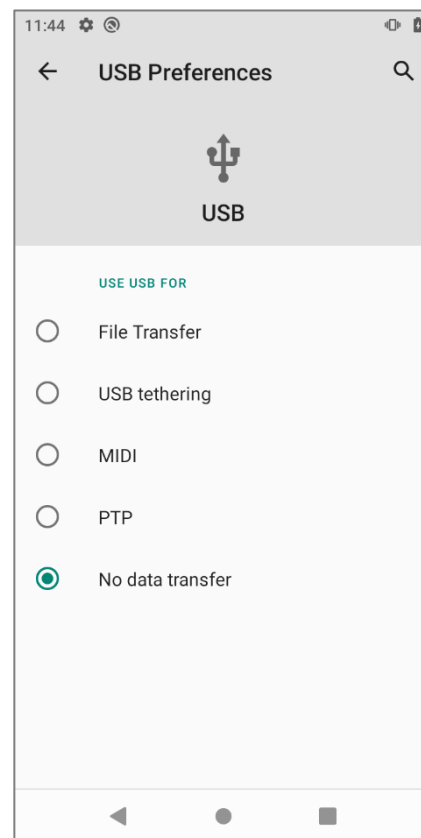 11:44
USB Preferences
USB
USE USB FOR
File Transfer
USB tethering
MIDI
PTP
No data transfer